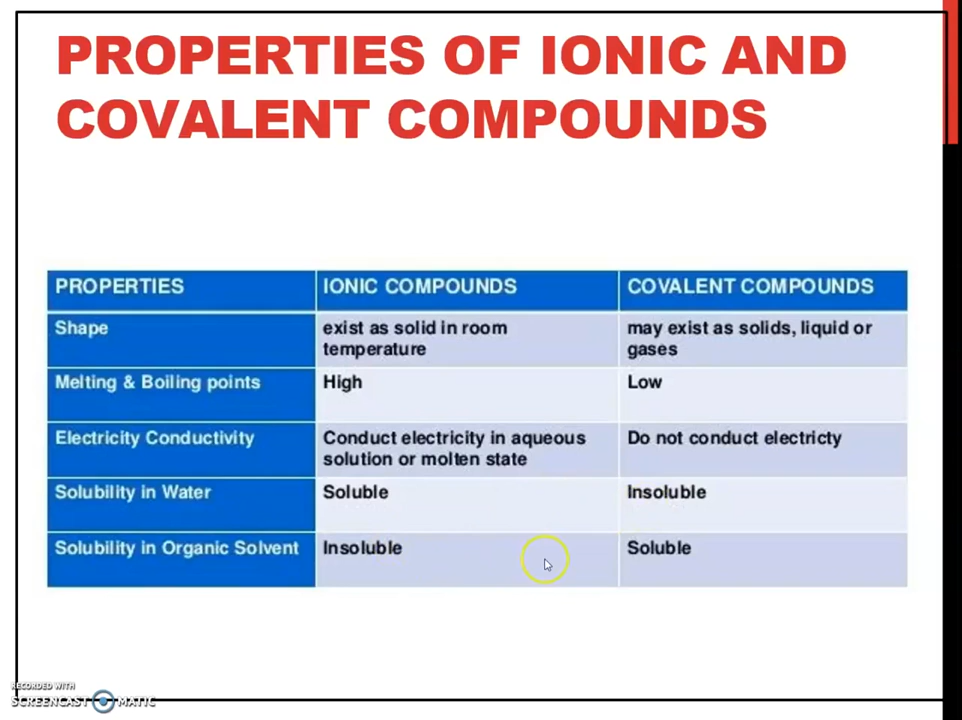 PROPERTIES OF IONIC AND
COVALENT COMPOUNDS
PROPERTIES IONIC COMPOUNDS COVALENT COMPOUNDS
Shape exist as solid in room may exist as solids, liquid or
temperature gases
Melting & Boiling points High Low
Electricity Conductivity Conduct electricity in aqueous Do not conduct electricty
solution or molten state
Solubility in Water Soluble Insoluble
Solubility in Organic Solvent Insoluble Soluble
RECORDED WITH
SCREENCAST MATIC